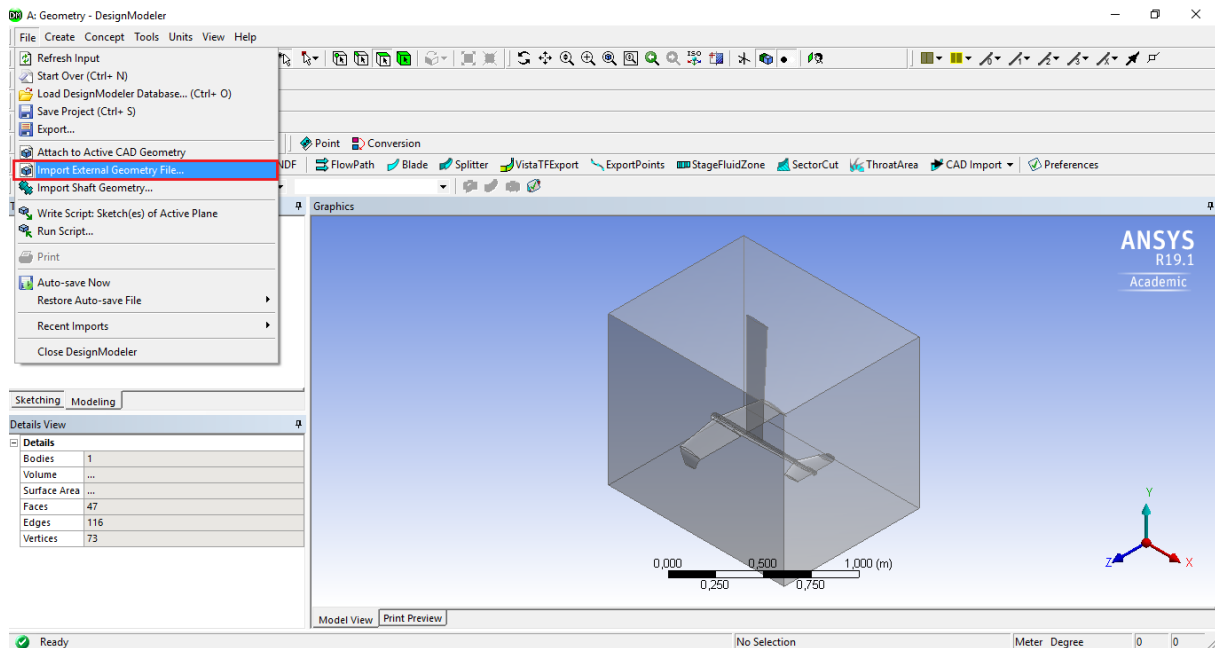 A: Geometry - DesignModeler
File Create Concept Tools Units View Help
Refresh Input
Start Over (Ctrl+ N)
Load DesignModeler Database... (Ctrl+ O)
Save Project (Ctrl+ S)
Export...
Attach to Active CAD Geometry
Import External Geometry File...
Import Shaft Geometry...
Write Script: Sketch(es) of Active Plane
Run Script...
Print
Auto-save Now
Restore Auto-save File
Recent Imports
Close DesignModeler
Point Conversion
NDF FlowPath Blade Splitter VistaTFExport ExportPoints StageFluidZone SectorCut ThroatArea CAD Import Preferences
Graphics
ANSYS
R19.1
Academic
Sketching Modeling
Details View
Details
Bodies 1
Volume ...
Surface Area ...
Faces 47
Edges 116
Vertices 73
0,000 0,500 1,000 (m)
0,250 0,750
Y
Z X
Model View Print Preview
Ready No Selection Meter Degree 0 0